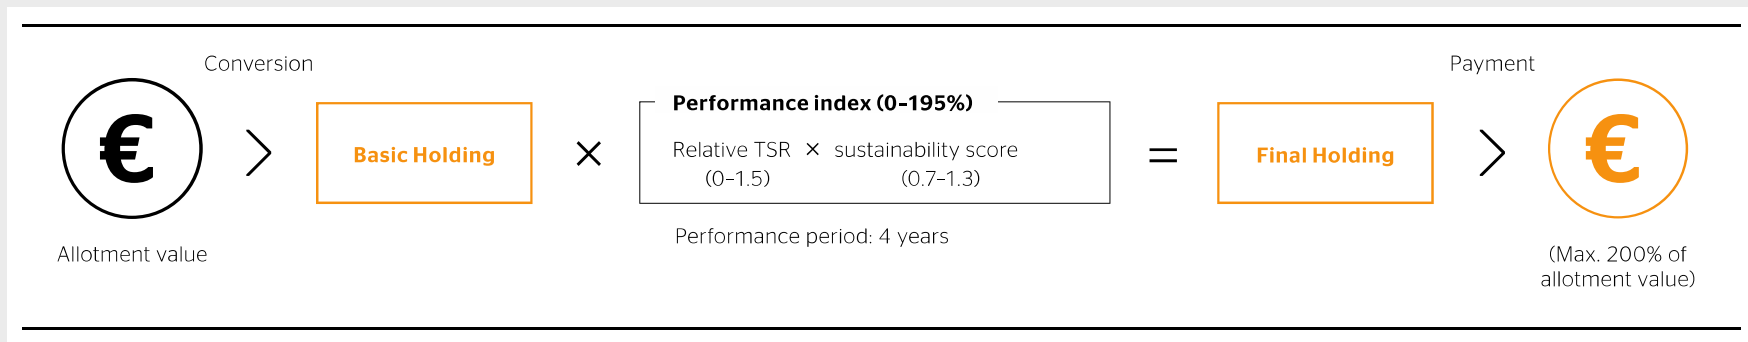 Conversion
Payment
€
Basic Holding
×
Performance index (0–195%)
Relative TSR × sustainability score
(0–1.5) (0.7–1.3)
=
Final Holding
€
Performance period: 4 years
Allotment value
(Max. 200% of
allotment value)